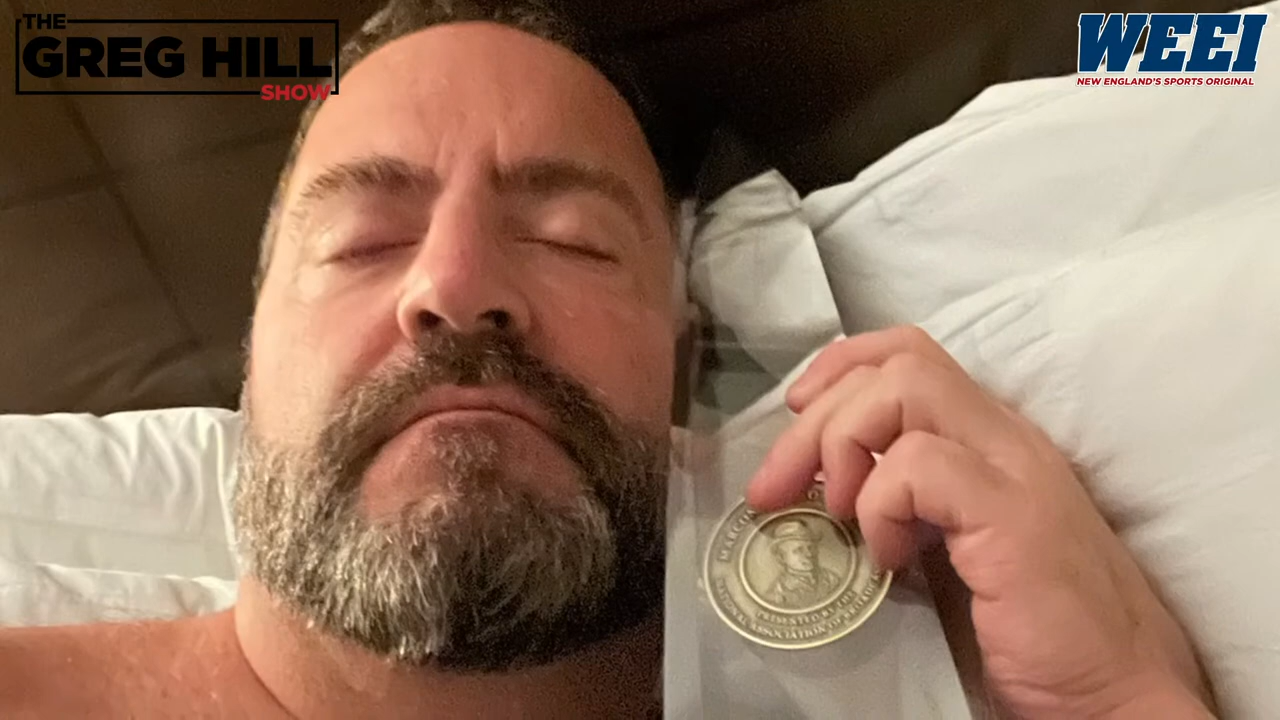 THE
GREG HILL
SHOW
WEEI
NEW ENGLAND'S SPORTS ORIGINAL
PRESENTED BY THE
NATIONAL ASSOCIATION OF